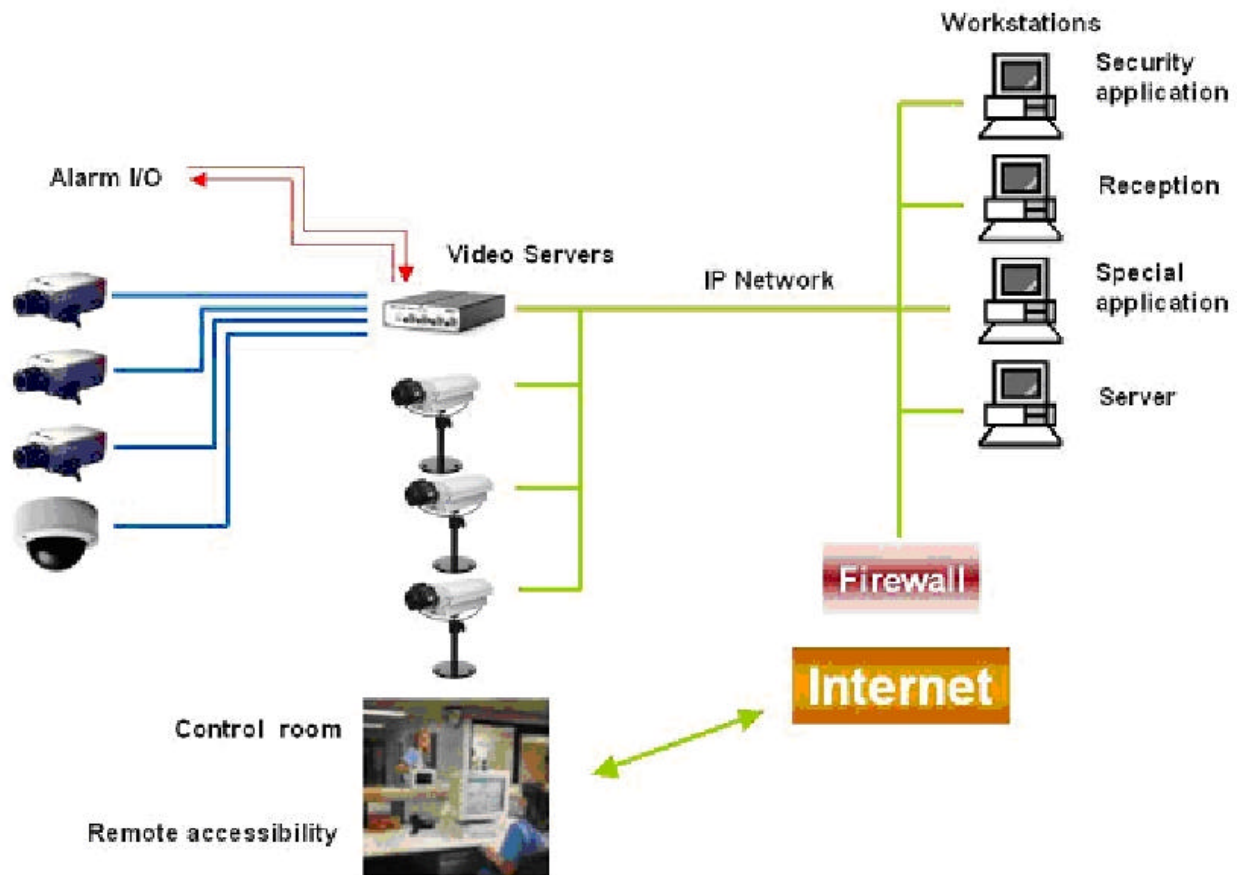 Workstations
Security
application
Alarm I/O
Reception
Video Servers
IP Network
Special
application
Server
Firewall
Internet
Control room
Remote accessibility